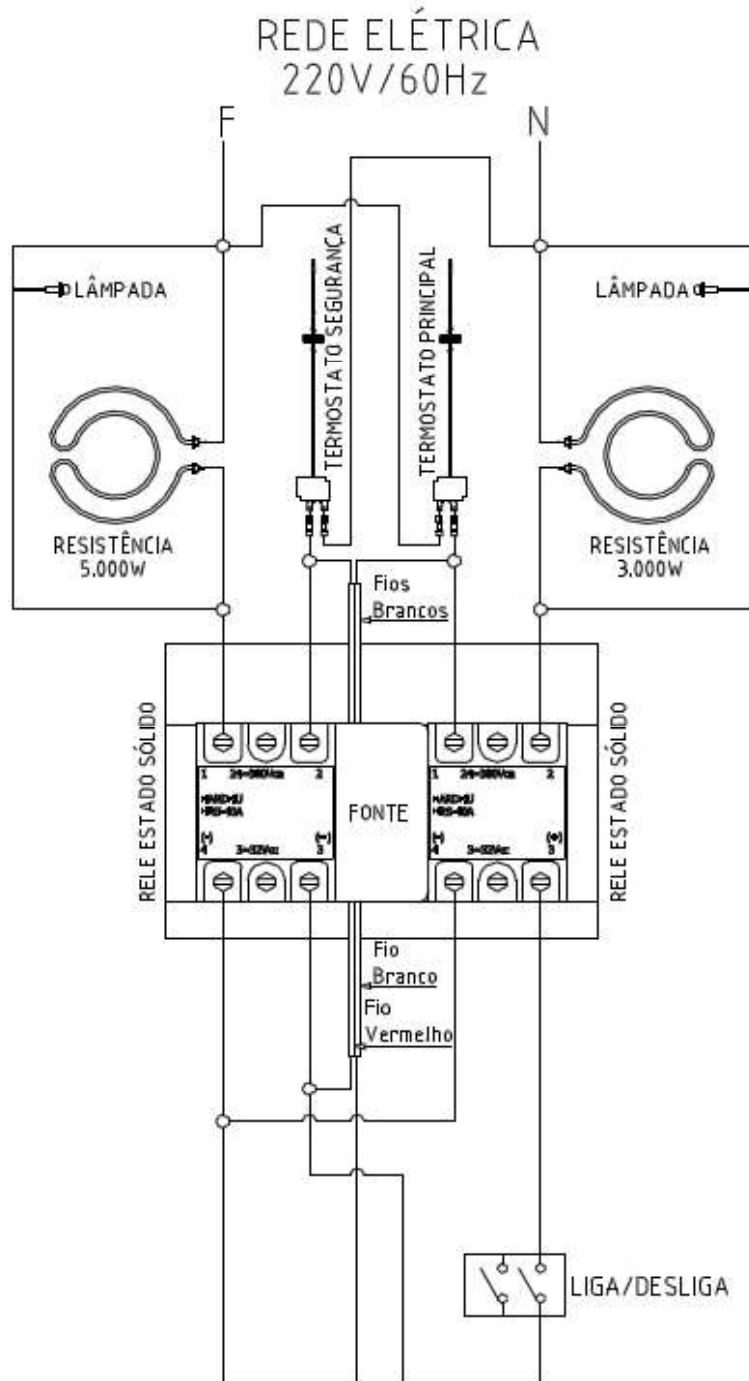 REDE ELÉTRICA
220V/60Hz
F
N
LÂMPADA
TERMOSTATO SEGURANÇA
TERMOSTATO PRINCIPAL
LÂMPADA
RESISTÊNCIA
5.000W
RESISTÊNCIA
3.000W
Fios
Brancos
RELE ESTADO SÓLIDO
1
2
4
3
FONTE
1
2
4
3
RELE ESTADO SÓLIDO
Fio
Branco
Fio
Vermelho
LIGA/DESLIGA